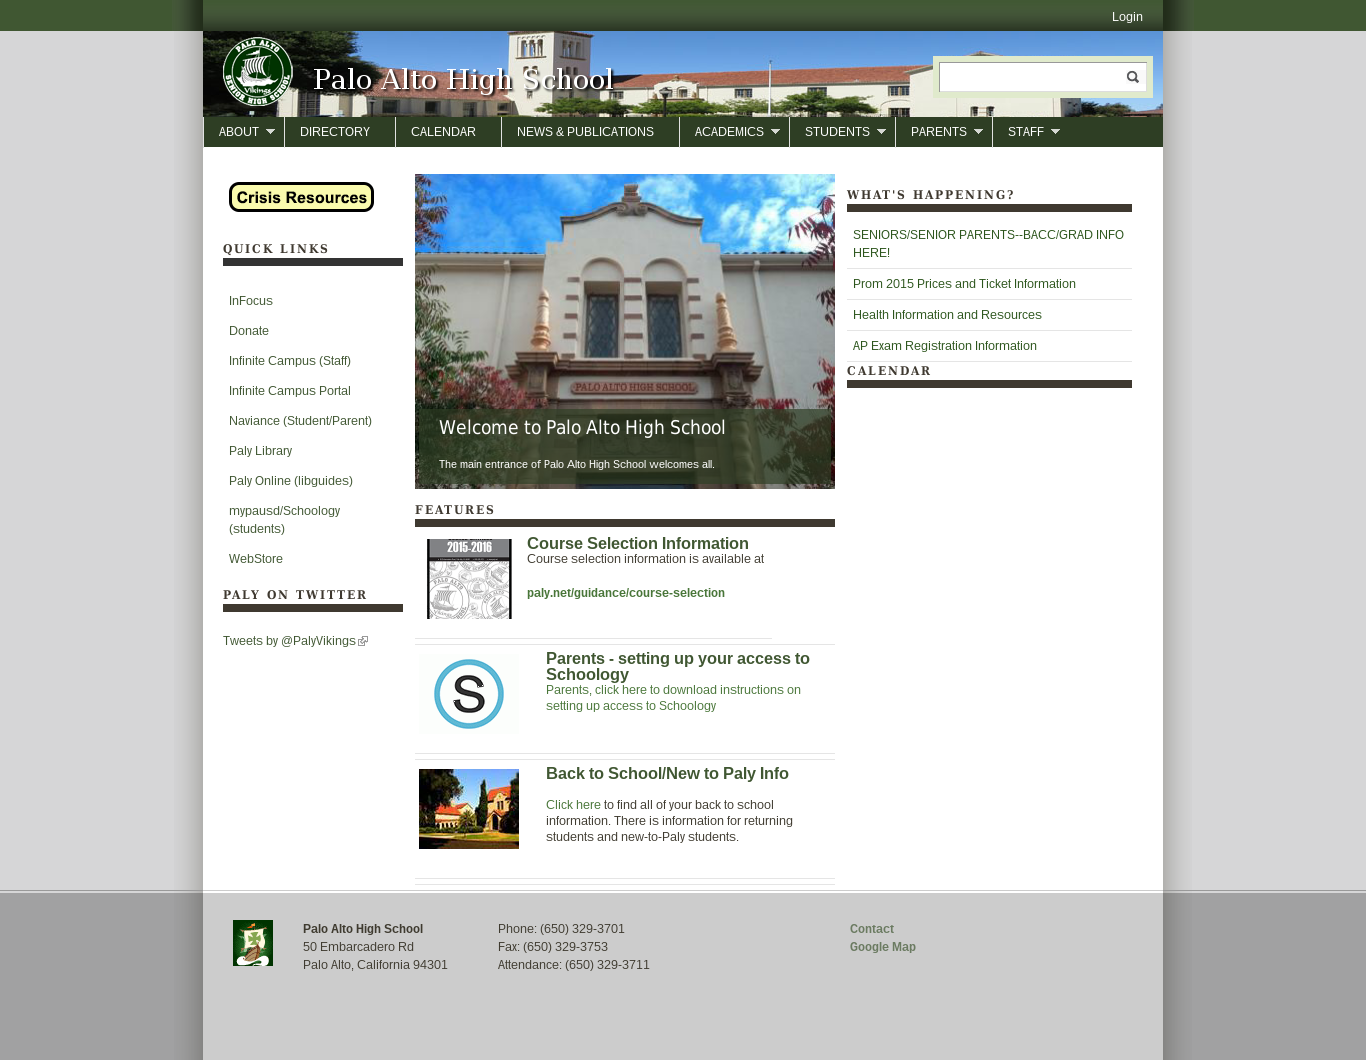 Login
PALO ALTO
Vikings
SENIOR HIGH SCHOOL
Palo Alto High School
ABOUT
DIRECTORY
CALENDAR
NEWS & PUBLICATIONS
ACADEMICS
STUDENTS
PARENTS
STAFF
Crisis Resources
QUICK LINKS
InFocus
Donate
Infinite Campus (Staff)
Infinite Campus Portal
Naviance (Student/Parent)
Paly Library
Paly Online (libguides)
mypausd/Schoology
(students)
WebStore
PALY ON TWITTER
Tweets by @PalyVikings
PALO ALTO HIGH SCHOOL
Welcome to Palo Alto High School
The main entrance of Palo Alto High School welcomes all.
FEATURES
2015-2016
Course Selection Information
Course selection information is available at
paly.net/guidance/course-selection
S
Parents - setting up your access to
Schoology
Parents, click here to download instructions on
setting up access to Schoology
Back to School/New to Paly Info
Click here to find all of your back to school
information. There is information for returning
students and new-to-Paly students.
WHAT'S HAPPENING?
SENIORS/SENIOR PARENTS--BACC/GRAD INFO
HERE!
Prom 2015 Prices and Ticket Information
Health Information and Resources
AP Exam Registration Information
CALENDAR
Palo Alto High School
50 Embarcadero Rd
Palo Alto, California 94301
Phone: (650) 329-3701
Fax: (650) 329-3753
Attendance: (650) 329-3711
Contact
Google Map